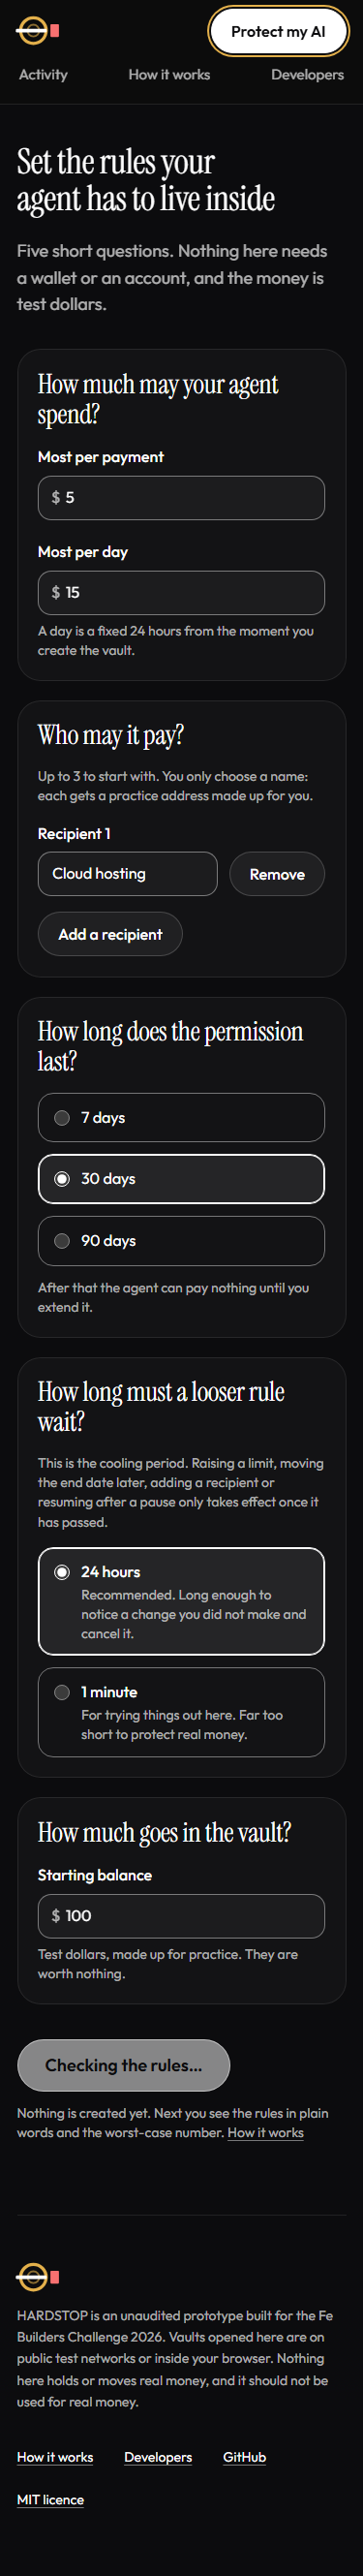 Protect my AI
Activity
How it works
Developers
Set the rules your
agent has to live inside
Five short questions. Nothing here needs
a wallet or an account, and the money is
test dollars.
How much may your agent
spend?
Most per payment
$ 5
Most per day
$ 15
A day is a fixed 24 hours from the moment you
create the vault.
Who may it pay?
Up to 3 to start with. You only choose a name:
each gets a practice address made up for you.
Recipient 1
Cloud hosting
Remove
Add a recipient
How long does the permission
last?
7 days
30 days
90 days
After that the agent can pay nothing until you
extend it.
How long must a looser rule
wait?
This is the cooling period. Raising a limit, moving
the end date later, adding a recipient or
resuming after a pause only takes effect once it
has passed.
24 hours
Recommended. Long enough to
notice a change you did not make and
cancel it.
1 minute
For trying things out here. Far too
short to protect real money.
How much goes in the vault?
Starting balance
$ 100
Test dollars, made up for practice. They are
worth nothing.
Checking the rules...
Nothing is created yet. Next you see the rules in plain
words and the worst-case number. How it works
HARDSTOP is an unaudited prototype built for the Fe
Builders Challenge 2026. Vaults opened here are on
public test networks or inside your browser. Nothing
here holds or moves real money, and it should not be
used for real money.
How it works
Developers
GitHub
MIT licence